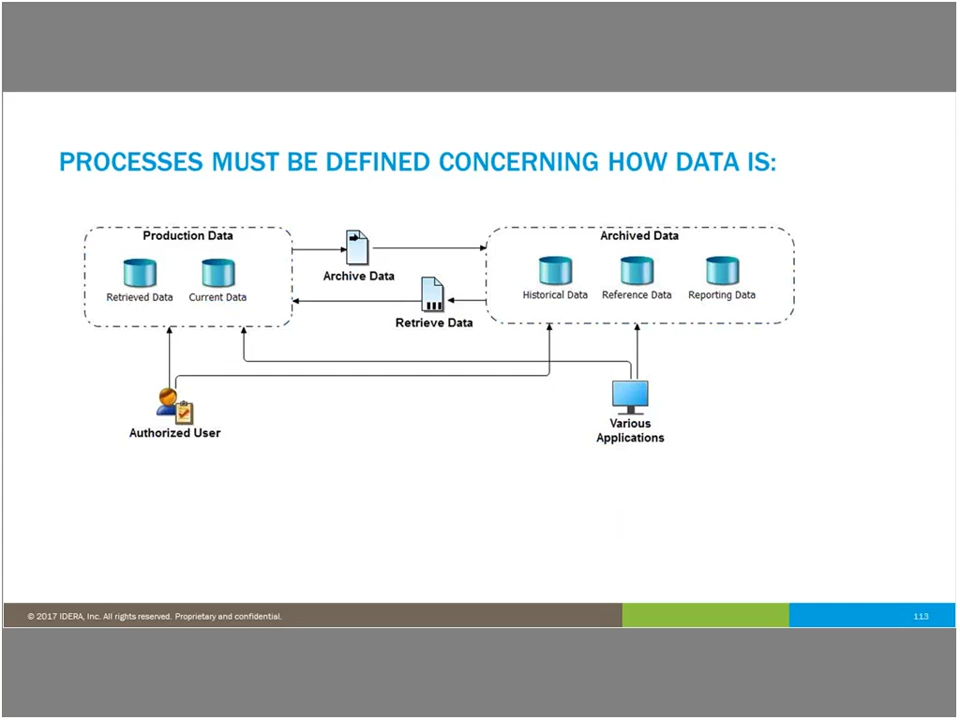 PROCESSES MUST BE DEFINED CONCERNING HOW DATA IS:
Production Data
Retrieved Data
Current Data
Archive Data
Retrieve Data
Archived Data
Historical Data
Reference Data
Reporting Data
Authorized User
Various
Applications
© 2017 IDERA, Inc. All rights reserved. Proprietary and confidential.
113